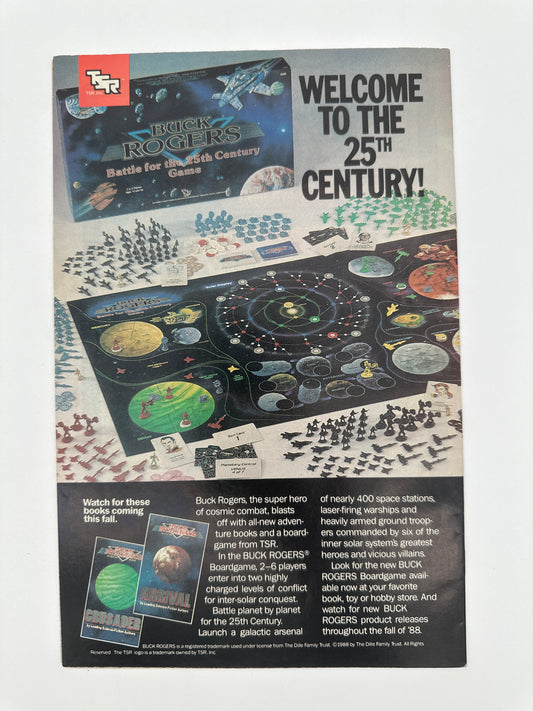 TSR
TSR, Inc.
BUCK
ROGERS
Battle for the 25th Century
Game
WELCOME
TO THE
25TH
CENTURY!
Planetary Control
VENUS
Watch for these
books coming
this fall.
CRUSADER
ARRIVAL
Buck Rogers, the super hero
of cosmic combat, blasts
off with all-new adven-
ture books and a board-
game from TSR.
In the BUCK ROGERS®
Boardgame, 2–6 players
enter into two highly
charged levels of conflict
for inter-solar conquest.
Battle planet by planet
for the 25th Century.
Launch a galactic arsenal
of nearly 400 space stations,
laser-firing warships and
heavily armed ground troop-
ers commanded by six of the
inner solar system's greatest
heroes and vicious villains.
Look for the new BUCK
ROGERS Boardgame avail-
able now at your favorite
book, toy or hobby store. And
watch for new BUCK
ROGERS product releases
throughout the fall of '88.
BUCK ROGERS is a registered trademark used under license from The Dille Family Trust. ©1988 by The Dille Family Trust. All Rights
Reserved The TSR logo is a trademark owned by TSR. Inc.